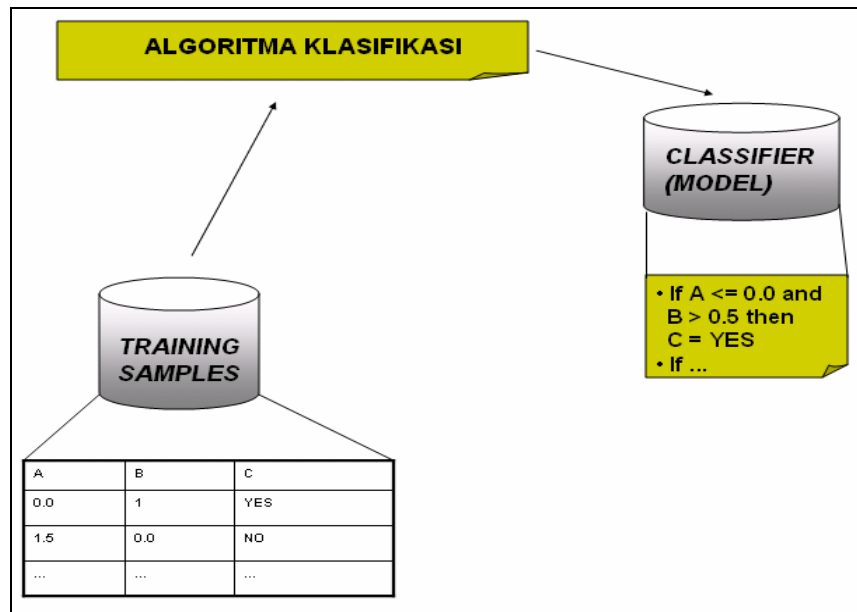 ALGORITMA KLASIFIKASI
CLASSIFIER
(MODEL)
• If A <= 0.0 and
B > 0.5 then
C = YES
• If ...
TRAINING
SAMPLES
A B C
0.0 1 YES
1.5 0.0 NO
... ... ...